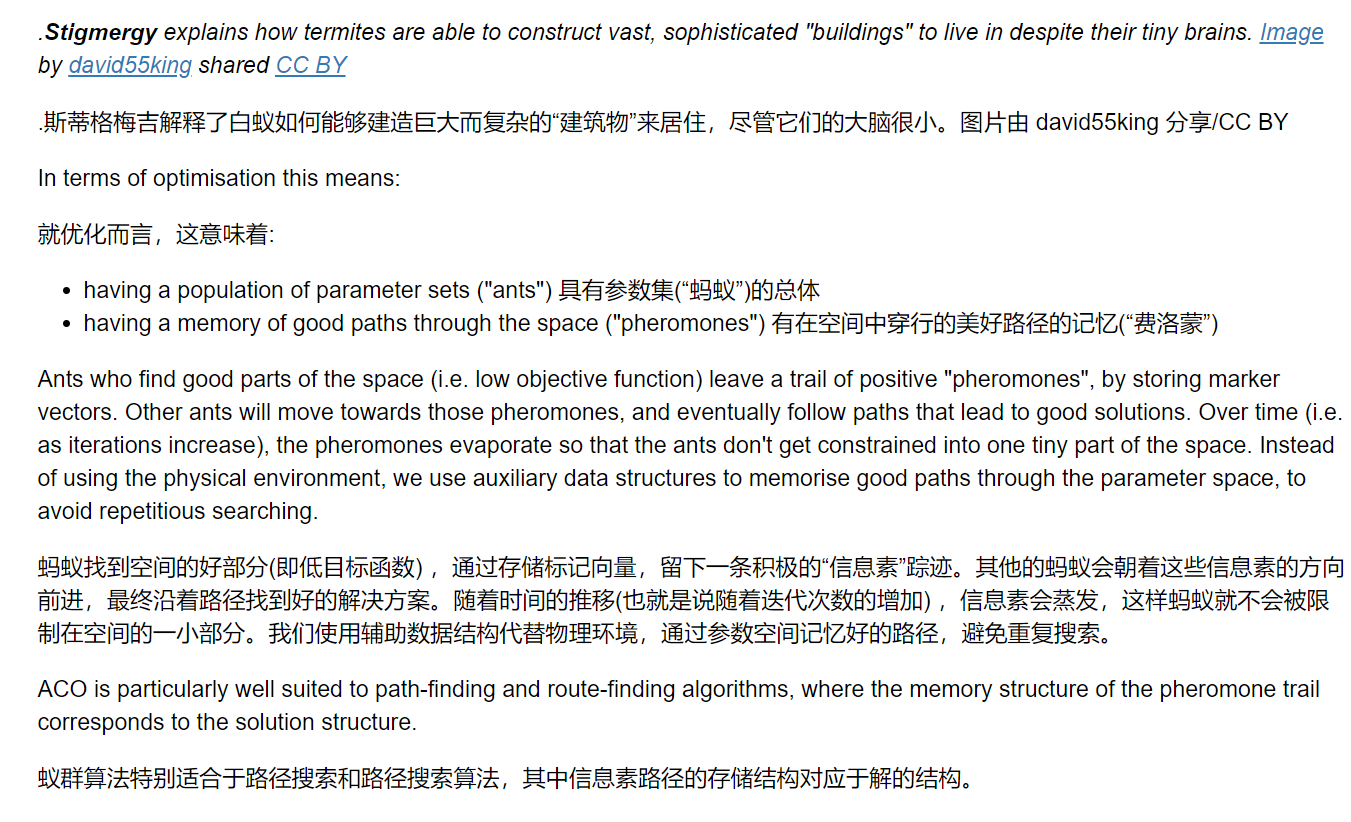 .Stigmergy explains how termites are able to construct vast, sophisticated "buildings" to live in despite their tiny brains. Image
by david55king shared CC BY
.斯蒂格梅吉解释了白蚁如何能够建造巨大而复杂的“建筑物”来居住，尽管它们的大脑很小。图片由 david55king 分享/CC BY
In terms of optimisation this means:
就优化而言，这意味着:
• having a population of parameter sets ("ants") 具有参数集(“蚂蚁”)的总体
• having a memory of good paths through the space ("pheromones") 有在空间中穿行的美好路径的记忆(“费洛蒙”)
Ants who find good parts of the space (i.e. low objective function) leave a trail of positive "pheromones", by storing marker
vectors. Other ants will move towards those pheromones, and eventually follow paths that lead to good solutions. Over time (i.e.
as iterations increase), the pheromones evaporate so that the ants don't get constrained into one tiny part of the space. Instead
of using the physical environment, we use auxiliary data structures to memorise good paths through the parameter space, to
avoid repetitious searching.
蚂蚁找到空间的好部分(即低目标函数) ，通过存储标记向量，留下一条积极的“信息素”踪迹。其他的蚂蚁会朝着这些信息素的方向
前进，最终沿着路径找到好的解决方案。随着时间的推移(也就是说随着迭代次数的增加) ，信息素会蒸发，这样蚂蚁就不会被限
制在空间的一小部分。我们使用辅助数据结构代替物理环境，通过参数空间记忆好的路径，避免重复搜索。
ACO is particularly well suited to path-finding and route-finding algorithms, where the memory structure of the pheromone trail
corresponds to the solution structure.
蚁群算法特别适合于路径搜索和路径搜索算法，其中信息素路径的存储结构对应于解的结构。